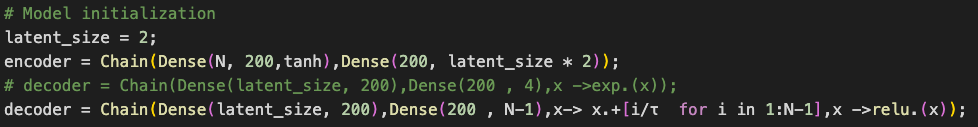 # Model initialization
latent_size = 2;
encoder = Chain(Dense(N, 200,tanh),Dense(200, latent_size * 2));
# decoder = Chain(Dense(latent_size, 200),Dense(200 , 4),x ->exp.(x));
decoder = Chain(Dense(latent_size, 200),Dense(200 , N-1),x-> x.+[i/τ  for i in 1:N-1],x ->relu.(x));